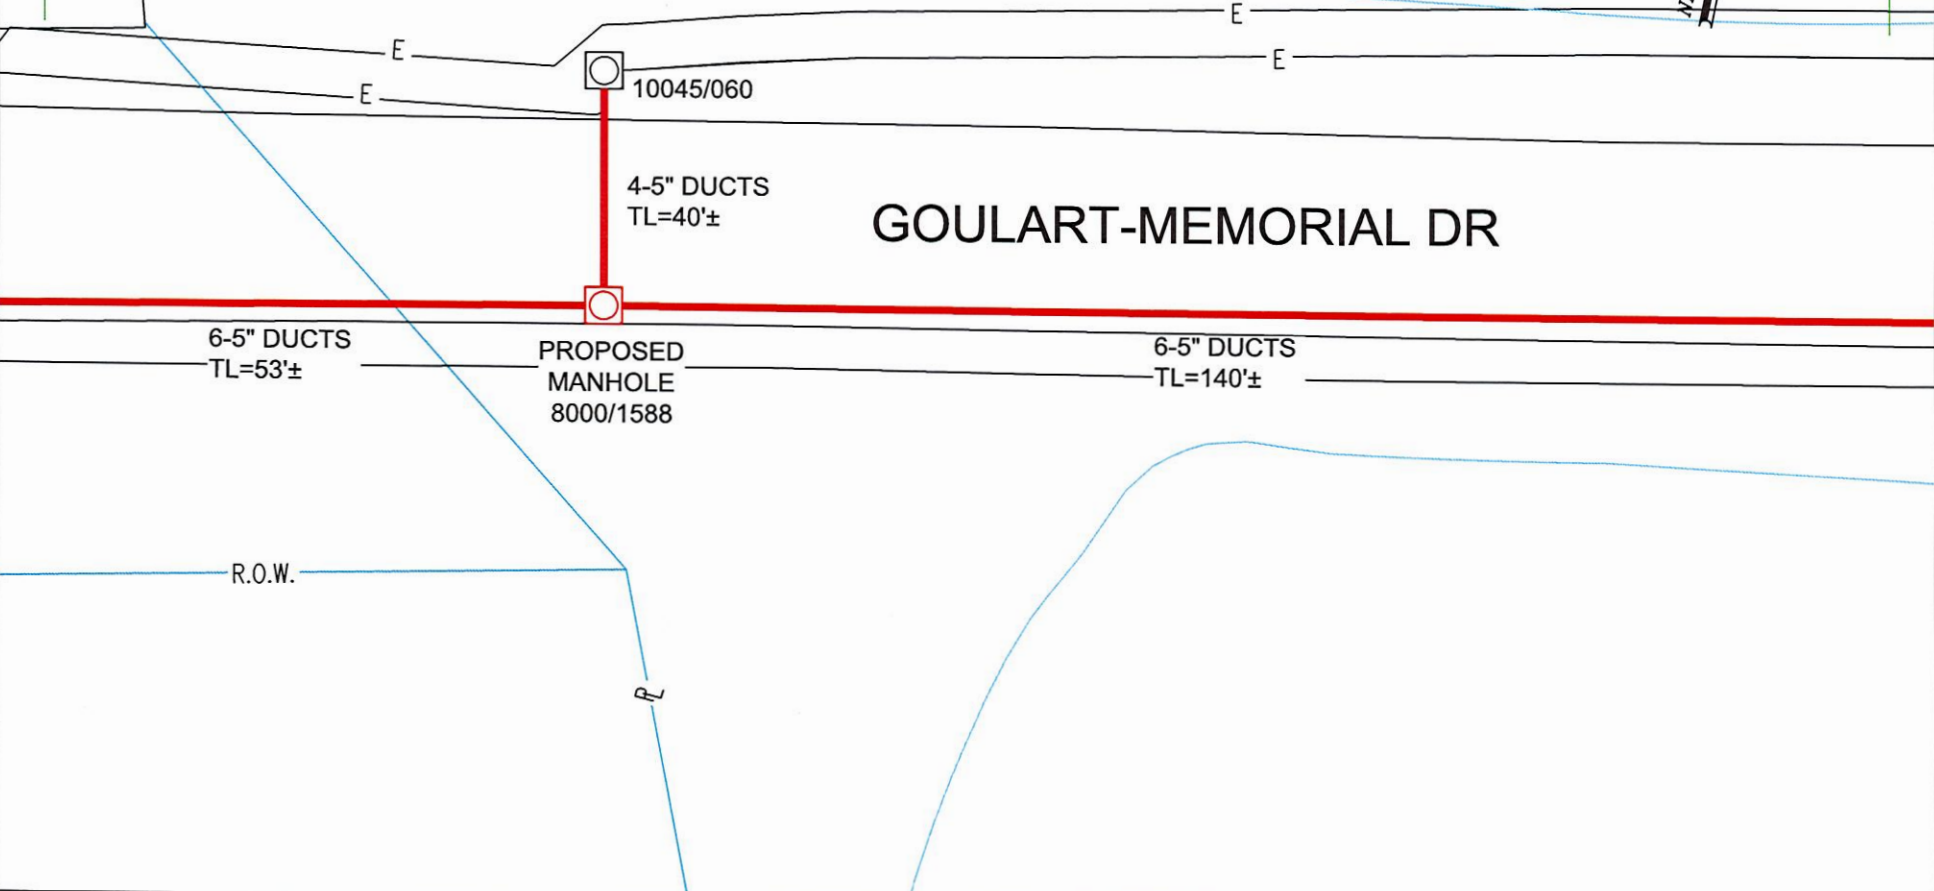 E
E
E
E
10045/060
4-5" DUCTS
TL=40'±
GOULART-MEMORIAL DR
6-5" DUCTS
TL=53'±
PROPOSED
MANHOLE
8000/1588
6-5" DUCTS
TL=140'±
R.O.W.
PL